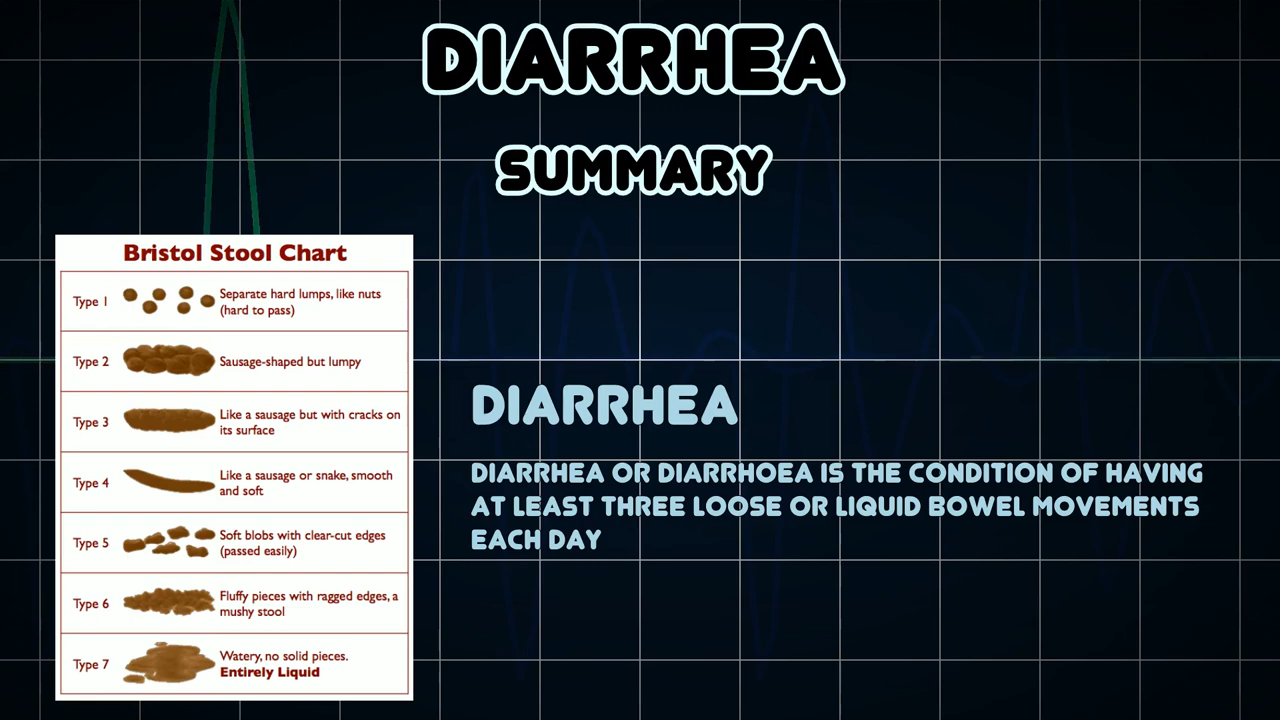 DIARRHEA
SUMMARY
Bristol Stool Chart
Type 1
Separate hard lumps, like nuts
(hard to pass)
Type 2
Sausage-shaped but lumpy
Type 3
Like a sausage but with cracks on
its surface
Type 4
Like a sausage or snake, smooth
and soft
Type 5
Soft blobs with clear-cut edges
(passed easily)
Type 6
Fluffy pieces with ragged edges, a
mushy stool
Type 7
Watery, no solid pieces.
Entirely Liquid
DIARRHEA
DIARRHEA OR DIARRHOEA IS THE CONDITION OF HAVING
AT LEAST THREE LOOSE OR LIQUID BOWEL MOVEMENTS
EACH DAY